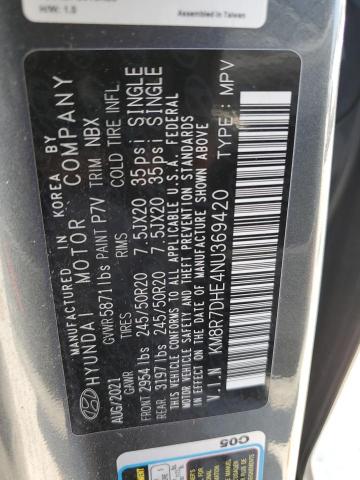 H/W: 1.0
Assembled in Taiwan
MANUFACTURED IN KOREA BY
HYUNDAI MOTOR COMPANY
GVWR 5871 lbs PAINT P7V TRIM NBX
AUG/2021 GAWR TIRES RIMS COLD TIRE INFL.
FRONT 2954 lbs 245/50R20 7.5JX20 35psi SINGLE
REAR 3197 lbs 245/50R20 7.5JX20 35psi SINGLE
THIS VEHICLE CONFORMS TO ALL APPLICABLE U.S.A. FEDERAL
MOTOR VEHICLE SAFETY AND THEFT PREVENTION STANDARDS
IN EFFECT ON THE DATE OF MANUFACTURE SHOWN ABOVE
V.I.N KM8R7DHE4NU369420 TYPE: MPV
C05